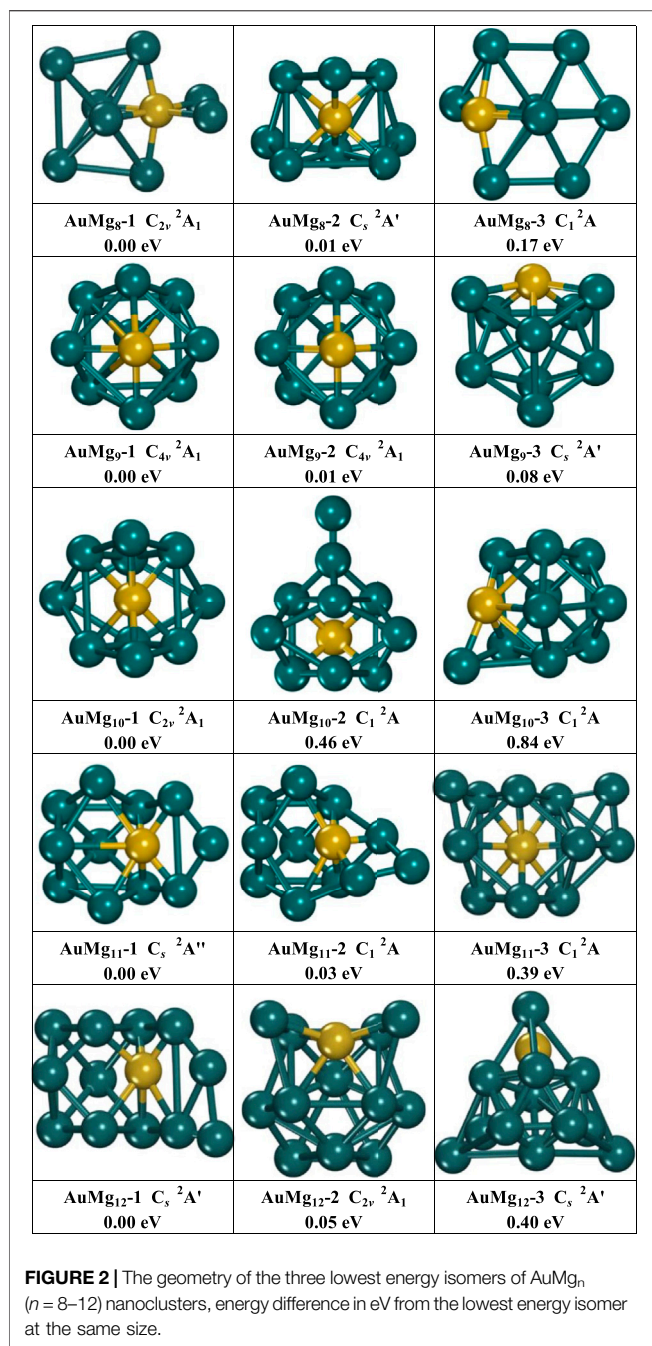 AuMg₈-1 C₂ᵥ ²A₁
0.00 eV
AuMg₈-2 Cₛ ²A'
0.01 eV
AuMg₈-3 C₁ ²A
0.17 eV
AuMg₉-1 C₄ᵥ ²A₁
0.00 eV
AuMg₉-2 C₄ᵥ ²A₁
0.01 eV
AuMg₉-3 Cₛ ²A'
0.08 eV
AuMg₁₀-1 C₂ᵥ ²A₁
0.00 eV
AuMg₁₀-2 C₁ ²A
0.46 eV
AuMg₁₀-3 C₁ ²A
0.84 eV
AuMg₁₁-1 Cₛ ²A"
0.00 eV
AuMg₁₁-2 C₁ ²A
0.03 eV
AuMg₁₁-3 C₁ ²A
0.39 eV
AuMg₁₂-1 Cₛ ²A'
0.00 eV
AuMg₁₂-2 C₂ᵥ ²A₁
0.05 eV
AuMg₁₂-3 Cₛ ²A'
0.40 eV
FIGURE 2 | The geometry of the three lowest energy isomers of AuMgₙ
(n = 8–12) nanoclusters, energy difference in eV from the lowest energy isomer
at the same size.